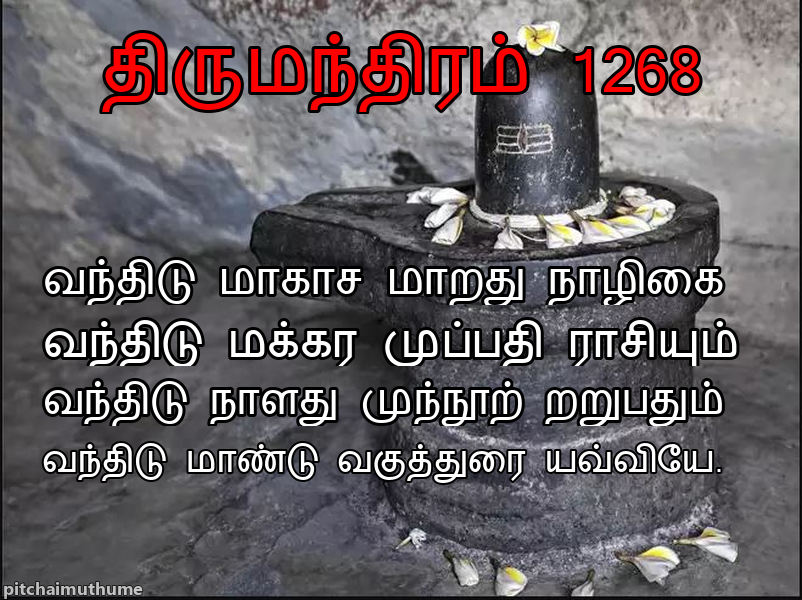 திருமந்திரம் 1268
வந்திடு மாகாச மாறது நாழிகை
வந்திடு மக்கர முப்பதி ராசியும்
வந்திடு நாளது முந்நூற் றறுபதும்
வந்திடு மாண்டு வகுத்துரை யவ்வியே.
pitchaimuthume